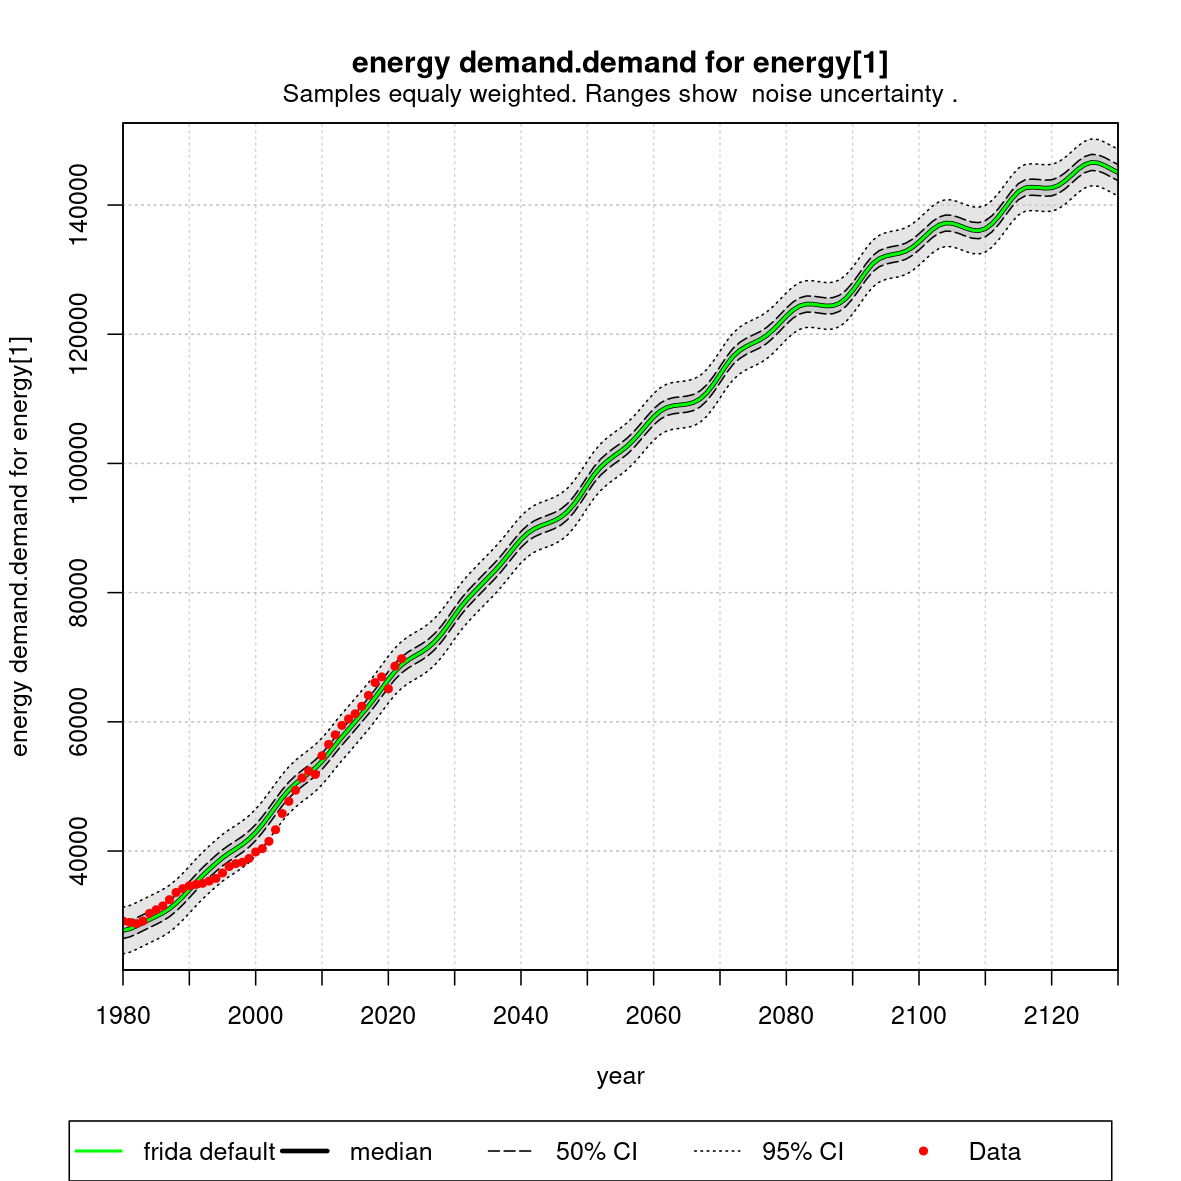 energy demand.demand for energy[1]
Samples equaly weighted. Ranges show  noise uncertainty .
energy demand.demand for energy[1]
140000
120000
100000
80000
60000
40000
1980 2000 2020 2040 2060 2080 2100 2120
year
frida default median 50% CI 95% CI Data